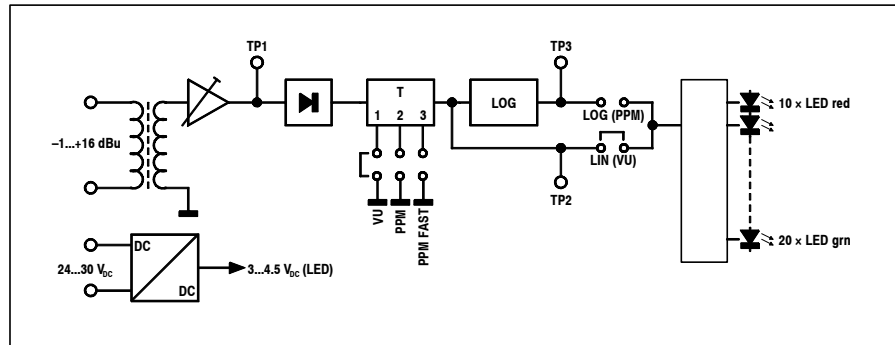 TP1
TP3
T
1 2 3
LOG
LOG (PPM)
10 × LED red
–1...+16 dBu
LIN (VU)
TP2
VU
PPM
PPM FAST
20 × LED grn
DC
24...30 VDC
3...4.5 VDC (LED)
DC